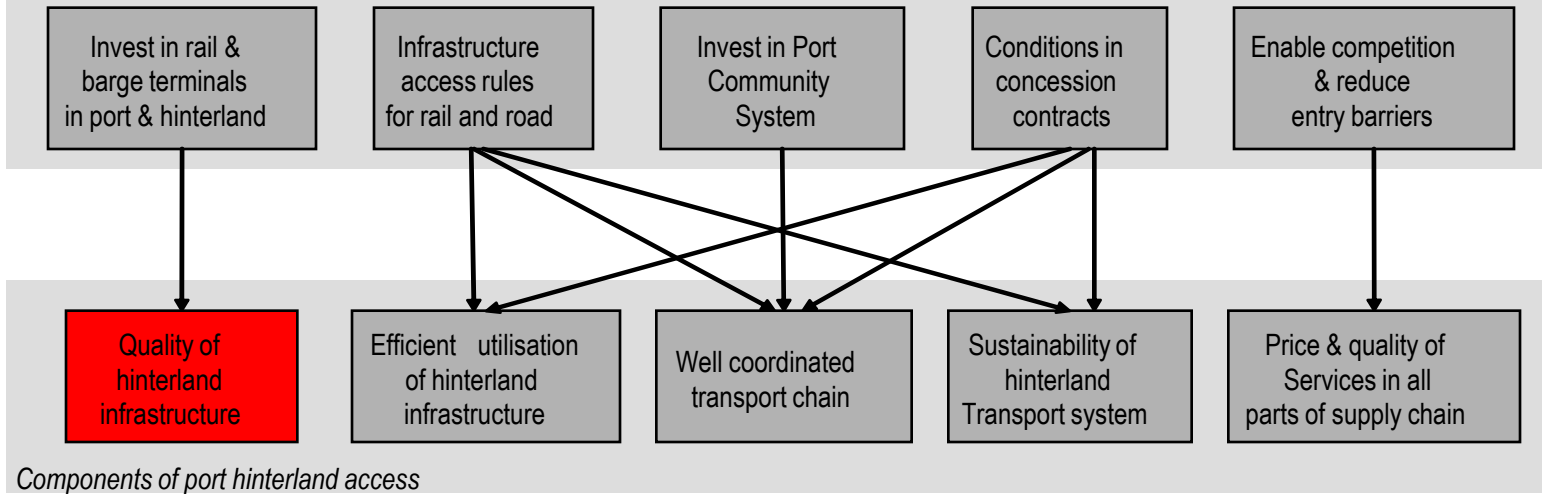 Invest in rail &
barge terminals
in port & hinterland
Infrastructure
access rules
for rail and road
Invest in Port
Community
System
Conditions in
concession
contracts
Enable competition
& reduce
entry barriers
Quality of
hinterland
infrastructure
Efficient utilisation
of hinterland
infrastructure
Well coordinated
transport chain
Sustainability of
hinterland
Transport system
Price & quality of
Services in all
parts of supply chain
Components of port hinterland access